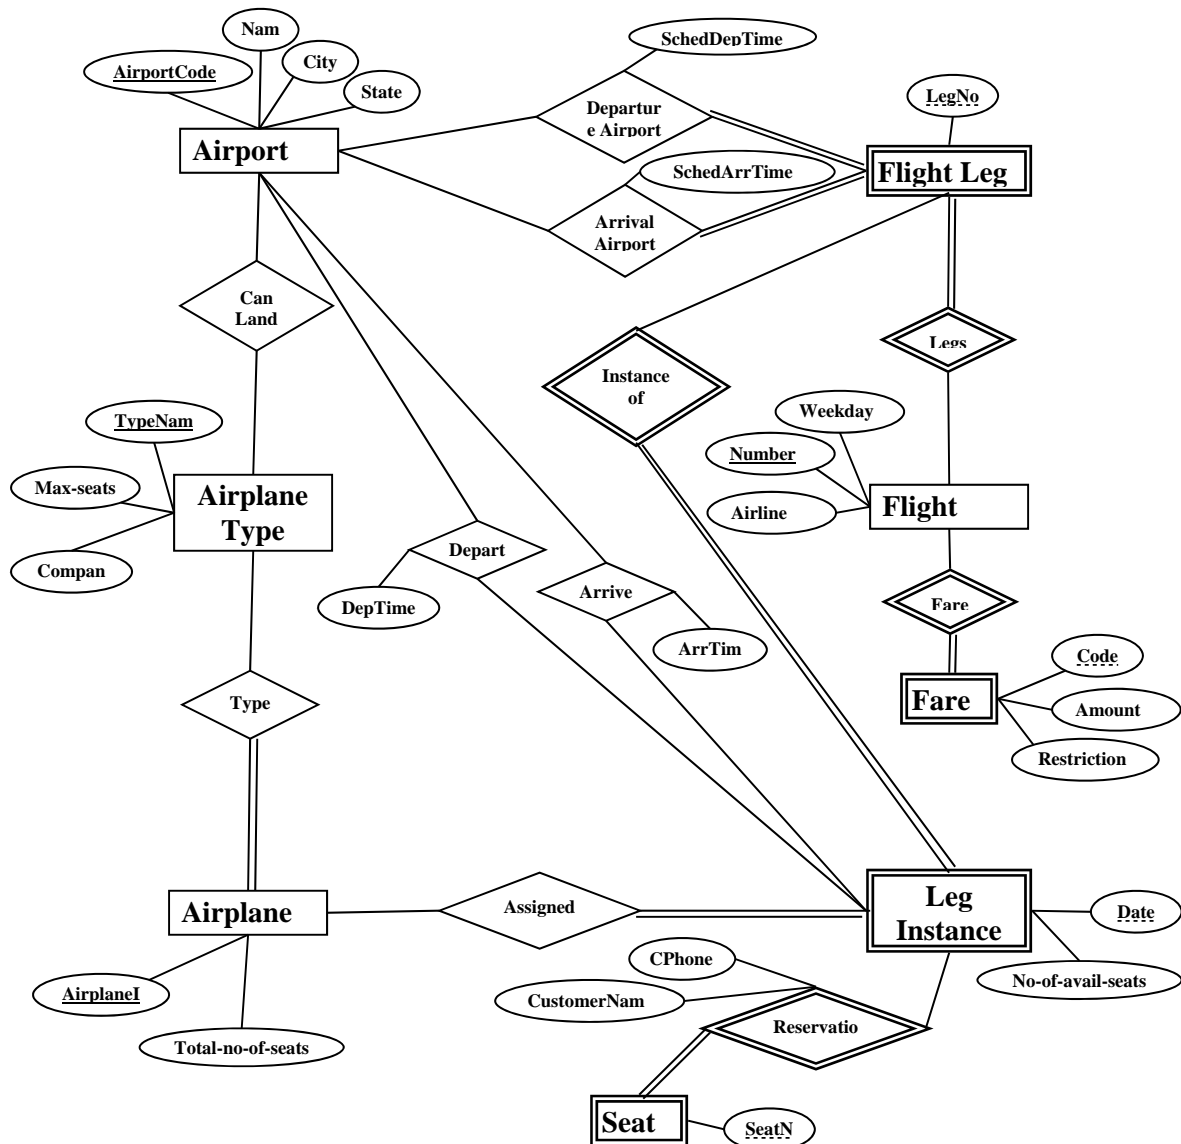 Nam
SchedDepTime
City
AirportCode
State
LegNo
Departur
e Airport
Airport
SchedArrTime
Flight Leg
Arrival
Airport
Can
Land
Legs
Instance
of
Weekday
TypeNam
Number
Max-seats
Airplane
Type
Airline
Flight
Depart
Compan
Arrive
Fare
DepTime
ArrTim
Code
Type
Fare
Amount
Restriction
Airplane
Assigned
Leg
Instance
Date
CPhone
AirplaneI
CustomerNam
No-of-avail-seats
Reservatio
Total-no-of-seats
Seat
SeatN